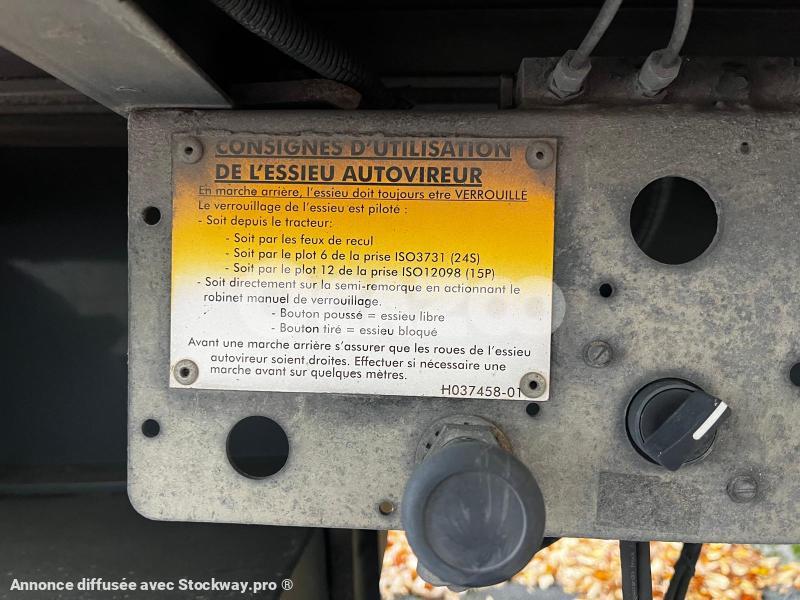 CONSIGNES D'UTILISATION
DE L'ESSIEU AUTOVIREUR
En marche arrière, l'essieu doit toujours etre VERROUILLÉ
Le verrouillage de l'essieu est piloté :
- Soit depuis le tracteur:
- Soit par les feux de recul
- Soit par le plot 6 de la prise ISO3731 (24S)
- Soit par le plot 12 de la prise ISO12098 (15P)
- Soit directement sur la semi-remorque en actionnant le
robinet manuel de verrouillage.
- Bouton poussé = essieu libre
- Bouton tiré = essieu bloqué
Avant une marche arrière s'assurer que les roues de l'essieu
autovireur soient droites. Effectuer si nécessaire une
marche avant sur quelques mètres.
H037458-01
Annonce diffusée avec Stockway.pro ®